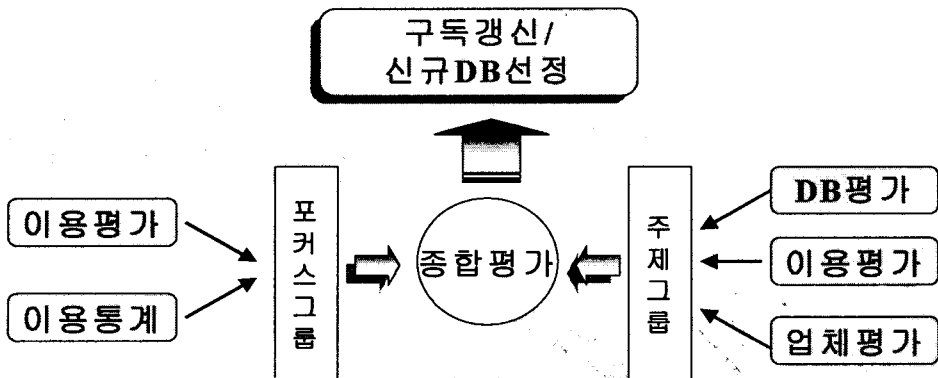 구독갱신/
신규DB선정
이용평가
이용통계
포커스그룹
종합평가
주제그룹
DB평가
이용평가
업체평가